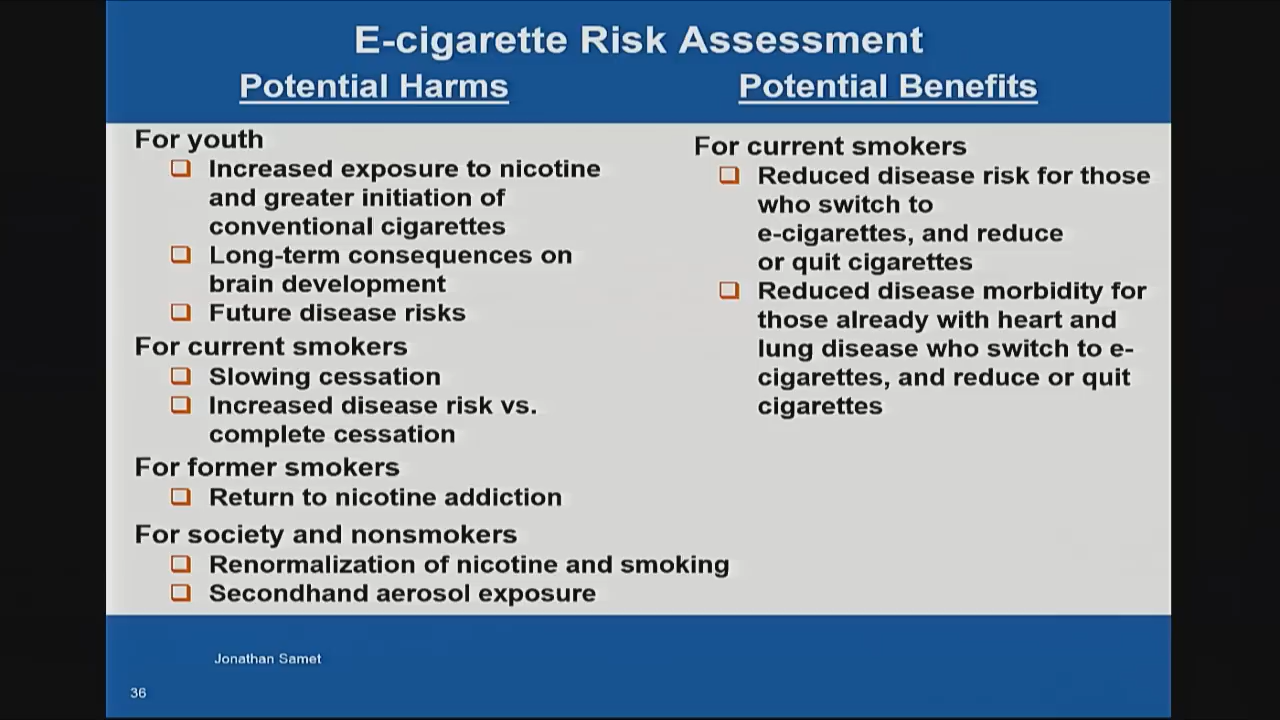 E-cigarette Risk Assessment
Potential Harms
Potential Benefits
For youth
Increased exposure to nicotine
and greater initiation of
conventional cigarettes
Long-term consequences on
brain development
Future disease risks
For current smokers
Slowing cessation
Increased disease risk vs.
complete cessation
For former smokers
Return to nicotine addiction
For society and nonsmokers
Renormalization of nicotine and smoking
Secondhand aerosol exposure
For current smokers
Reduced disease risk for those
who switch to
e-cigarettes, and reduce
or quit cigarettes
Reduced disease morbidity for
those already with heart and
lung disease who switch to e-
cigarettes, and reduce or quit
cigarettes
Jonathan Samet
36